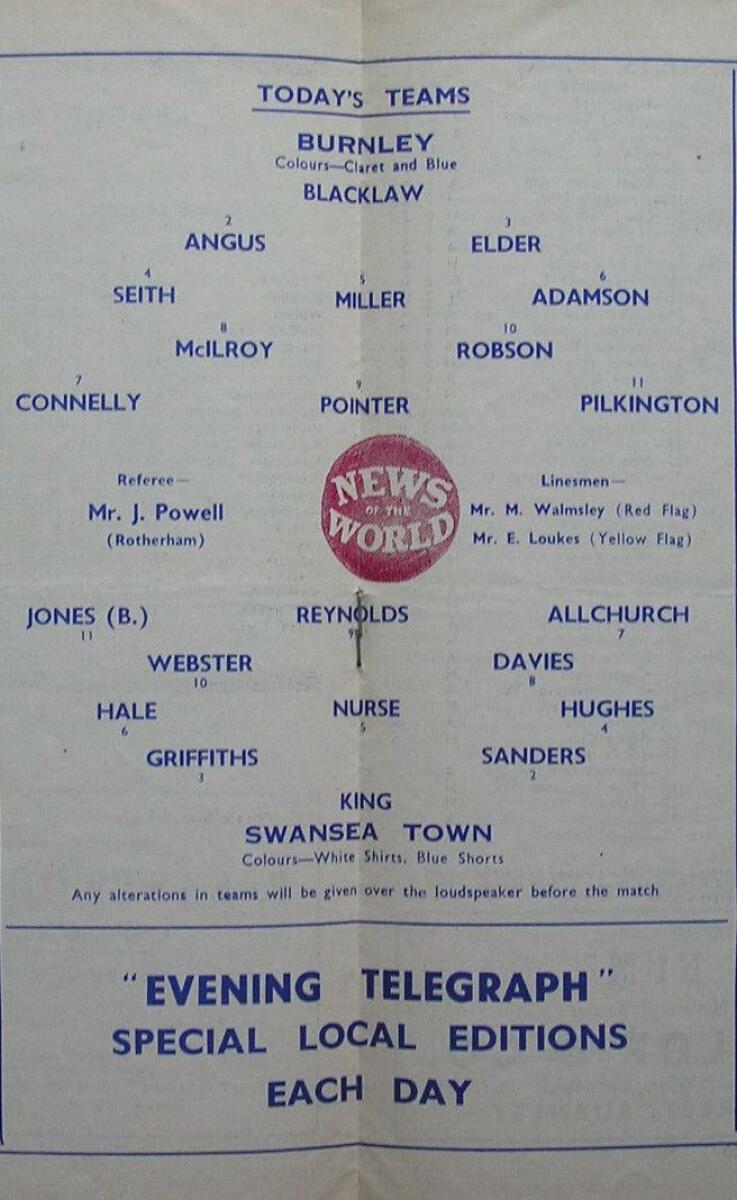 TODAY'S TEAMS
BURNLEY
Colours—Claret and Blue
BLACKLAW
2 3
ANGUS ELDER
4 5 6
SEITH MILLER ADAMSON
8 10
McILROY ROBSON
7 9 11
CONNELLY POINTER PILKINGTON
Referee— Linesmen—
Mr. J. Powell Mr. M. Walmsley (Red Flag)
(Rotherham) Mr. E. Loukes (Yellow Flag)
NEWS
OF THE
WORLD
JONES (B.) REYNOLDS ALLCHURCH
11 9 7
WEBSTER DAVIES
10 8
HALE NURSE HUGHES
6 5 4
GRIFFITHS SANDERS
3 2
KING
SWANSEA TOWN
Colours—White Shirts, Blue Shorts
Any alterations in teams will be given over the loudspeaker before the match
"EVENING TELEGRAPH"
SPECIAL LOCAL EDITIONS
EACH DAY